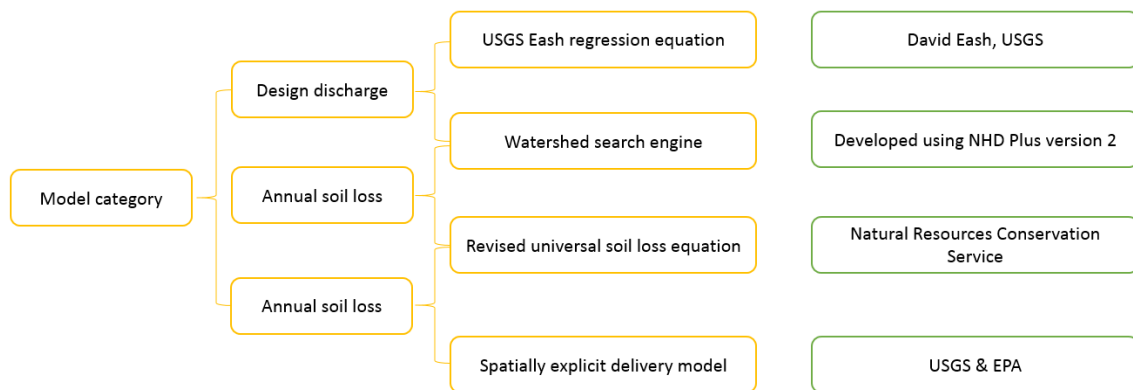 USGS Eash regression equation
David Eash, USGS
Design discharge
Watershed search engine
Developed using NHD Plus version 2
Model category
Annual soil loss
Revised universal soil loss equation
Natural Resources Conservation
Service
Annual soil loss
Spatially explicit delivery model
USGS & EPA